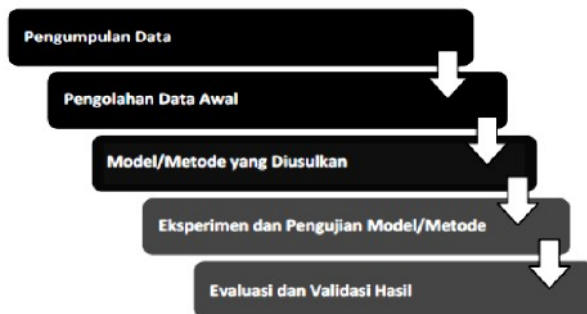 Pengumpulan Data
Pengolahan Data Awal
Model/Metode yang Diusulkan
Eksperimen dan Pengujian Model/Metode
Evaluasi dan Validasi Hasil